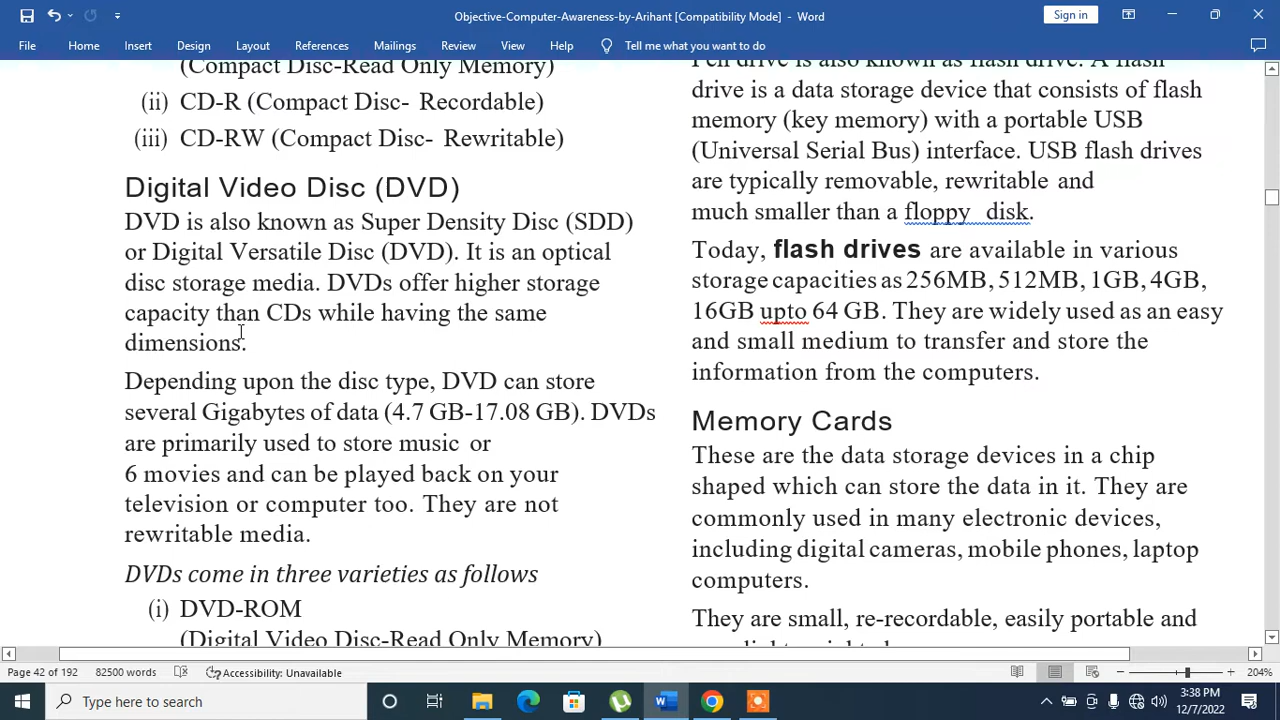 Objective-Computer-Awareness-by-Arihant [Compatibility Mode] - Word
Sign in
File Home Insert Design Layout References Mailings Review View Help Tell me what you want to do
(Compact Disc-Read Only Memory)
(ii) CD-R (Compact Disc- Recordable)
(iii) CD-RW (Compact Disc- Rewritable)
Digital Video Disc (DVD)
DVD is also known as Super Density Disc (SDD)
or Digital Versatile Disc (DVD). It is an optical
disc storage media. DVDs offer higher storage
capacity than CDs while having the same
dimensions.
Depending upon the disc type, DVD can store
several Gigabytes of data (4.7 GB-17.08 GB). DVDs
are primarily used to store music or
6 movies and can be played back on your
television or computer too. They are not
rewritable media.
DVDs come in three varieties as follows
(i) DVD-ROM
(Digital Video Disc-Read Only Memory)
Pen drive is also known as flash drive. A flash
drive is a data storage device that consists of flash
memory (key memory) with a portable USB
(Universal Serial Bus) interface. USB flash drives
are typically removable, rewritable and
much smaller than a floppy disk.
Today, flash drives are available in various
storage capacities as 256MB, 512MB, 1GB, 4GB,
16GB upto 64 GB. They are widely used as an easy
and small medium to transfer and store the
information from the computers.
Memory Cards
These are the data storage devices in a chip
shaped which can store the data in it. They are
commonly used in many electronic devices,
including digital cameras, mobile phones, laptop
computers.
They are small, re-recordable, easily portable and
Page 42 of 192 82500 words Accessibility: Unavailable 204%
Type here to search
3:38 PM
12/7/2022